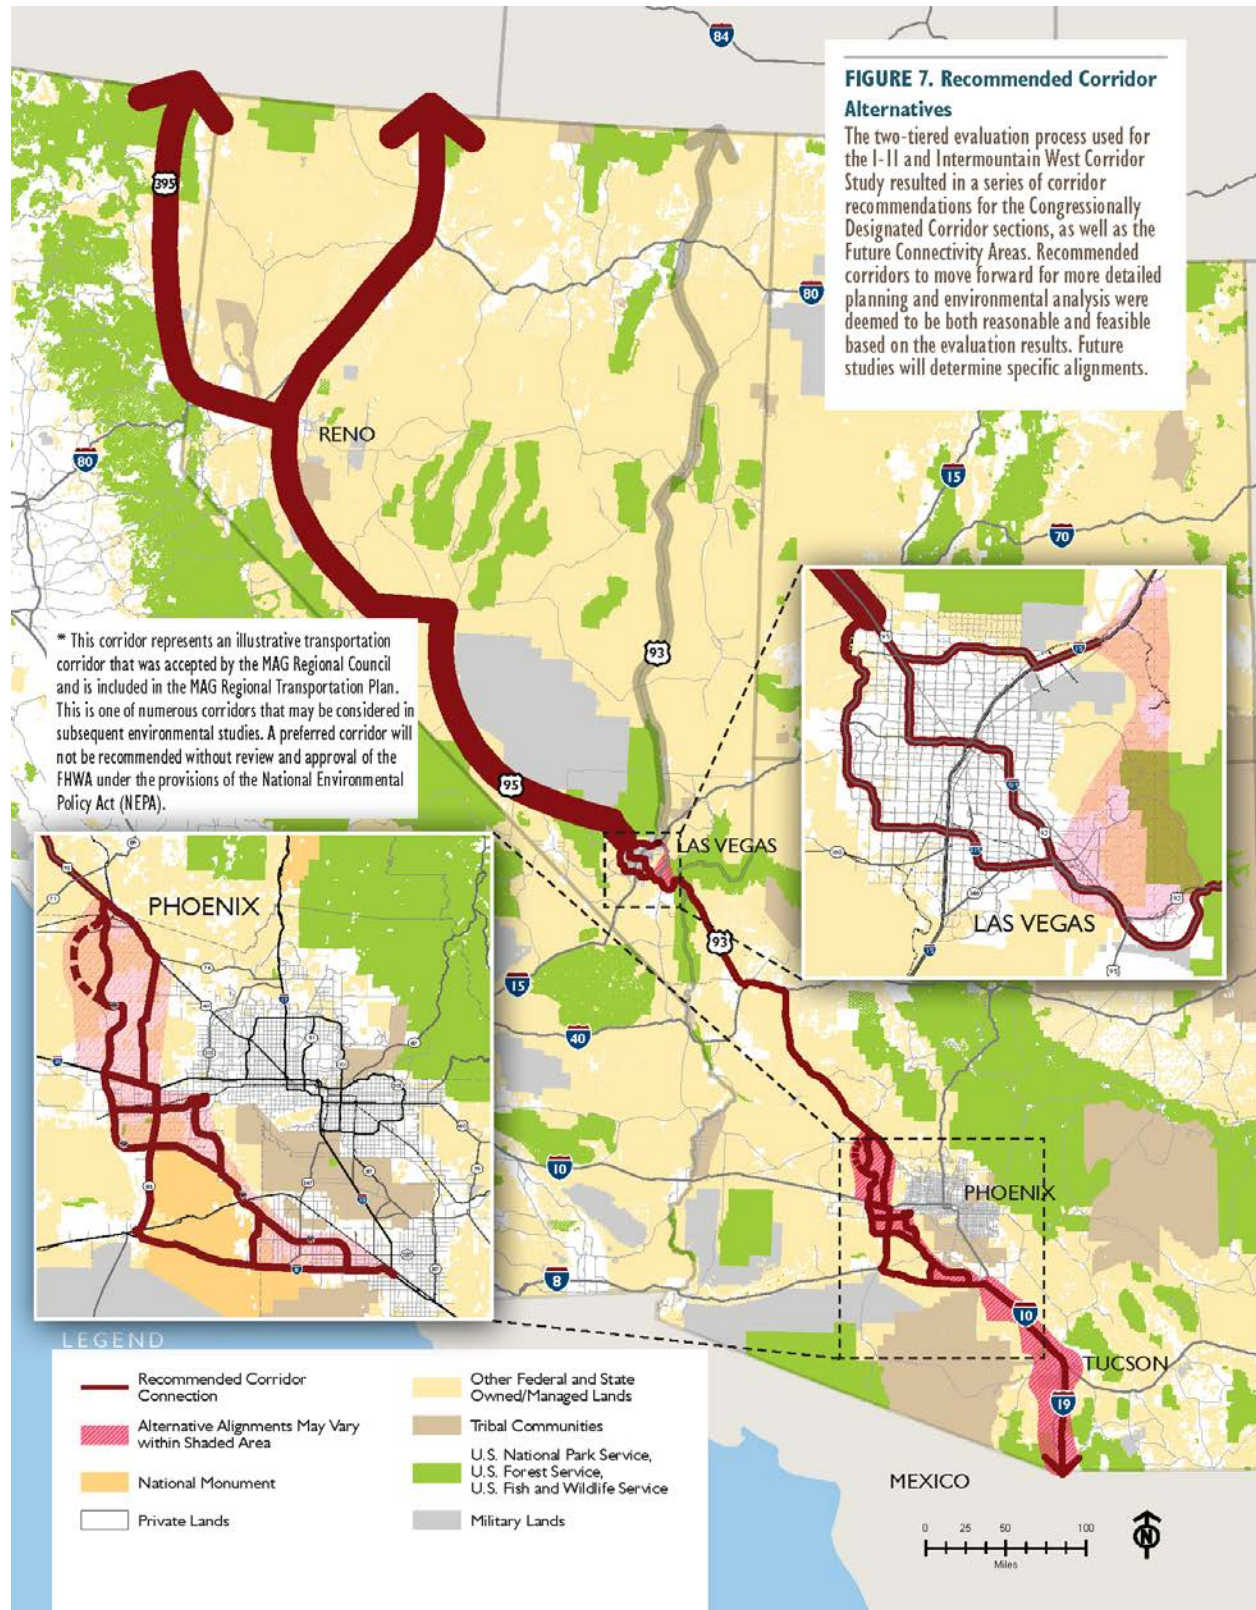 84
FIGURE 7. Recommended Corridor
Alternatives
The two-tiered evaluation process used for
the I-11 and Intermountain West Corridor
Study resulted in a series of corridor
recommendations for the Congressionally
Designated Corridor sections, as well as the
Future Connectivity Areas. Recommended
corridors to move forward for more detailed
planning and environmental analysis were
deemed to be both reasonable and feasible
based on the evaluation results. Future
studies will determine specific alignments.
395
80
RENO
80
15
70
* This corridor represents an illustrative transportation
corridor that was accepted by the MAG Regional Council
and is included in the MAG Regional Transportation Plan.
This is one of numerous corridors that may be considered in
subsequent environmental studies. A preferred corridor will
not be recommended without review and approval of the
FHWA under the provisions of the National Environmental
Policy Act (NEPA).
93
95
LAS VEGAS
95
15
93
LAS VEGAS
15
95
93
15
40
PHOENIX
10
PHOENIX
85
8
8
10
TUCSON
19
MEXICO
LEGEND
Recommended Corridor
Connection
Alternative Alignments May Vary
within Shaded Area
National Monument
Private Lands
Other Federal and State
Owned/Managed Lands
Tribal Communities
U.S. National Park Service,
U.S. Forest Service,
U.S. Fish and Wildlife Service
Military Lands
0 25 50 100
Miles
N